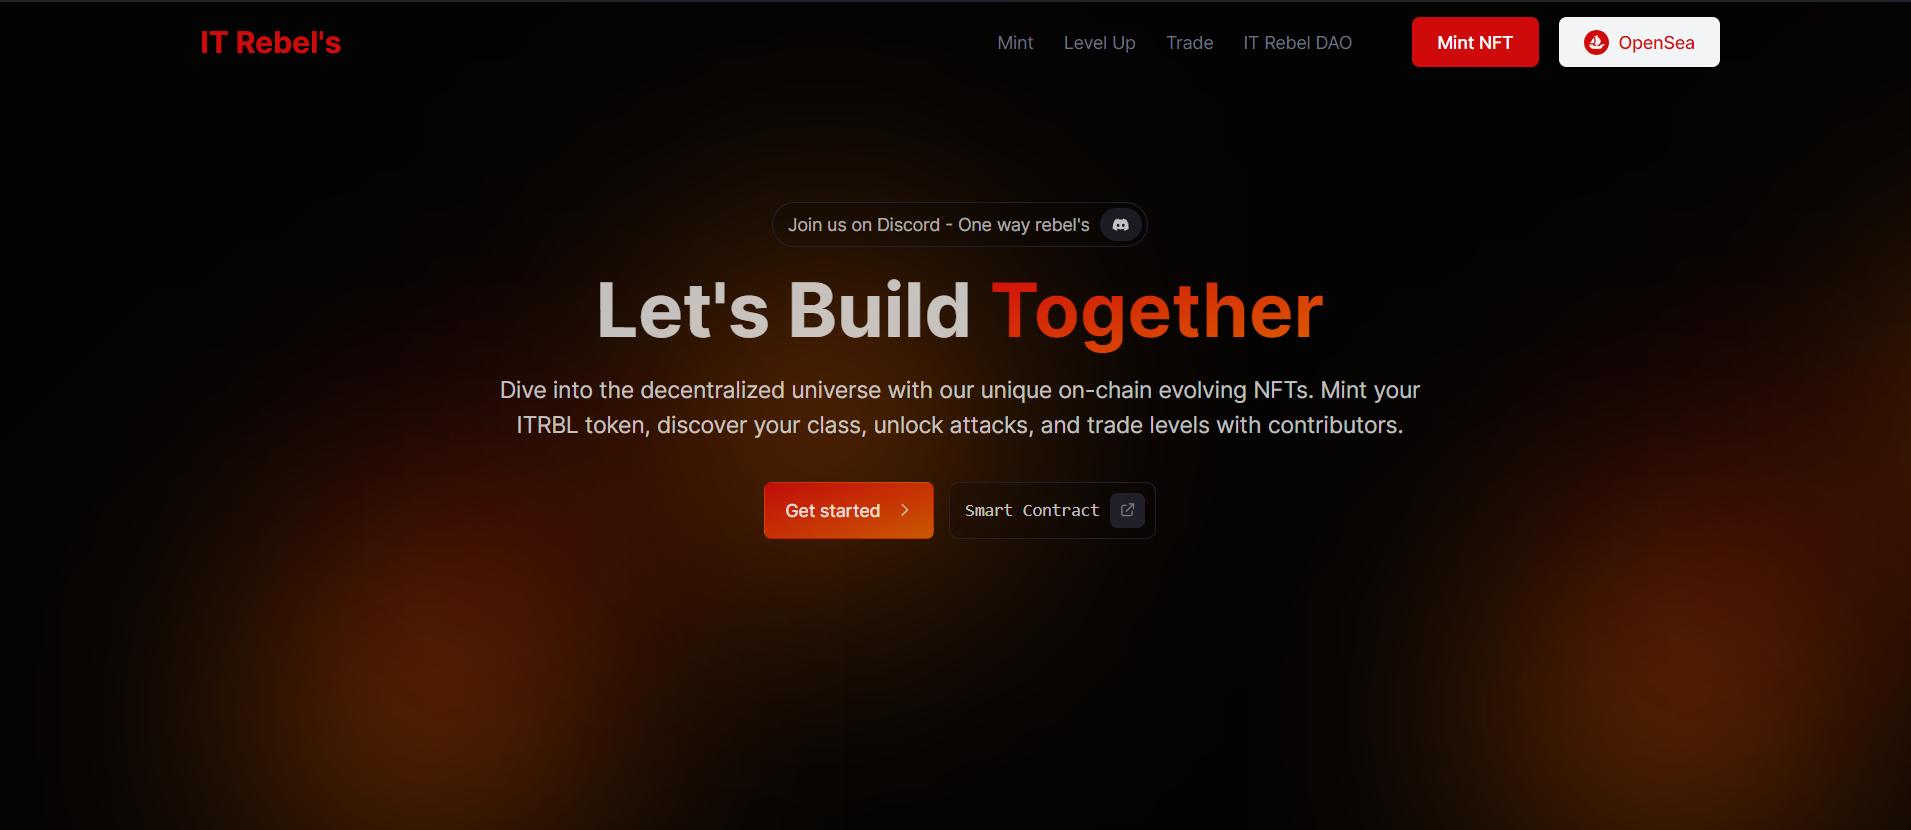 IT Rebel's
Mint
Level Up
Trade
IT Rebel DAO
Mint NFT
OpenSea
Join us on Discord - One way rebel's
Let's Build Together
Dive into the decentralized universe with our unique on-chain evolving NFTs. Mint your
ITRBL token, discover your class, unlock attacks, and trade levels with contributors.
Get started
Smart Contract